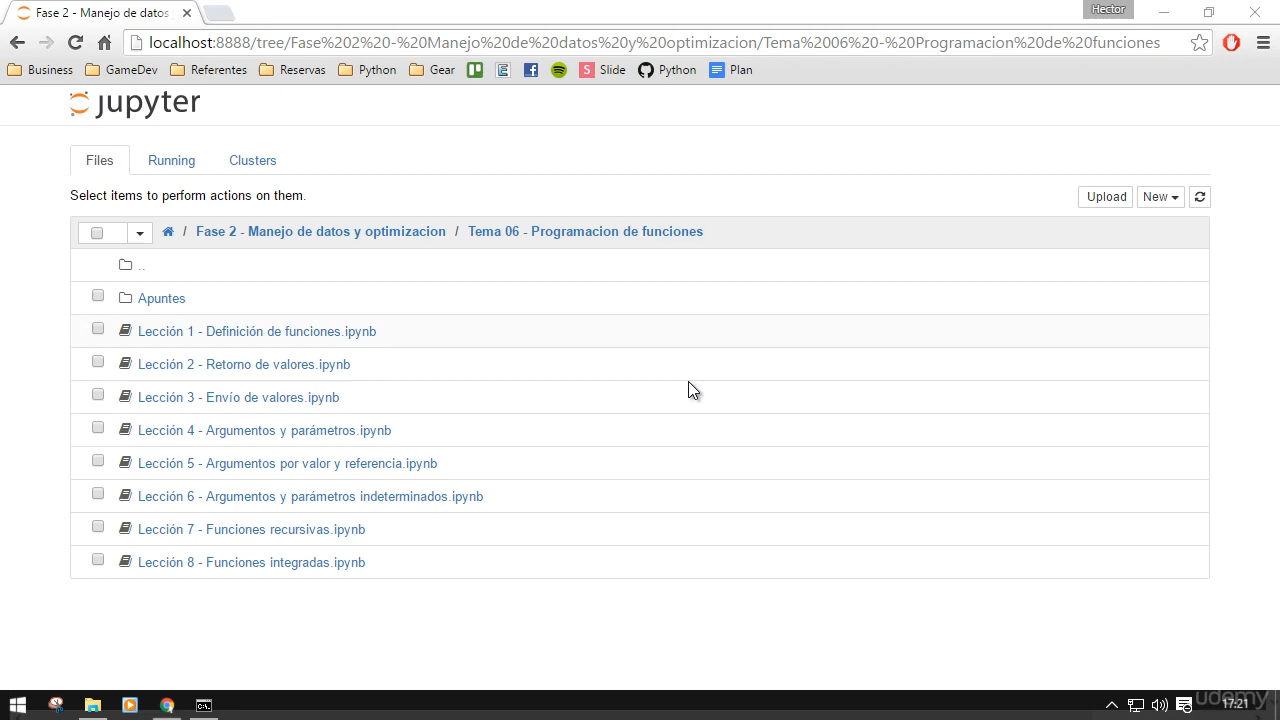 Fase 2 - Manejo de datos
Hector
localhost:8888/tree/Fase%202%20-%20Manejo%20de%20datos%20y%20optimizacion/Tema%2006%20-%20Programacion%20de%20funciones
Business GameDev Referentes Reservas Python Gear Slide Python Plan
jupyter
Files Running Clusters
Select items to perform actions on them.
Upload New
/ Fase 2 - Manejo de datos y optimizacion / Tema 06 - Programacion de funciones
..
Apuntes
Lección 1 - Definición de funciones.ipynb
Lección 2 - Retorno de valores.ipynb
Lección 3 - Envío de valores.ipynb
Lección 4 - Argumentos y parámetros.ipynb
Lección 5 - Argumentos por valor y referencia.ipynb
Lección 6 - Argumentos y parámetros indeterminados.ipynb
Lección 7 - Funciones recursivas.ipynb
Lección 8 - Funciones integradas.ipynb
udemy
17:21